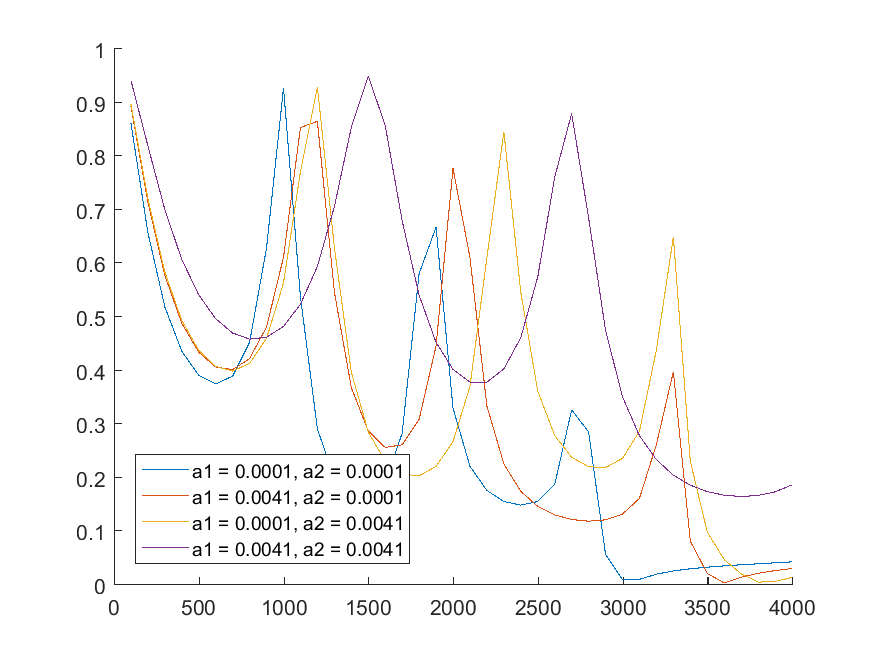 1
0.9
0.8
0.7
0.6
0.5
0.4
0.3
0.2
0.1
0
a1 = 0.0001, a2 = 0.0001
a1 = 0.0041, a2 = 0.0001
a1 = 0.0001, a2 = 0.0041
a1 = 0.0041, a2 = 0.0041
0 500 1000 1500 2000 2500 3000 3500 4000